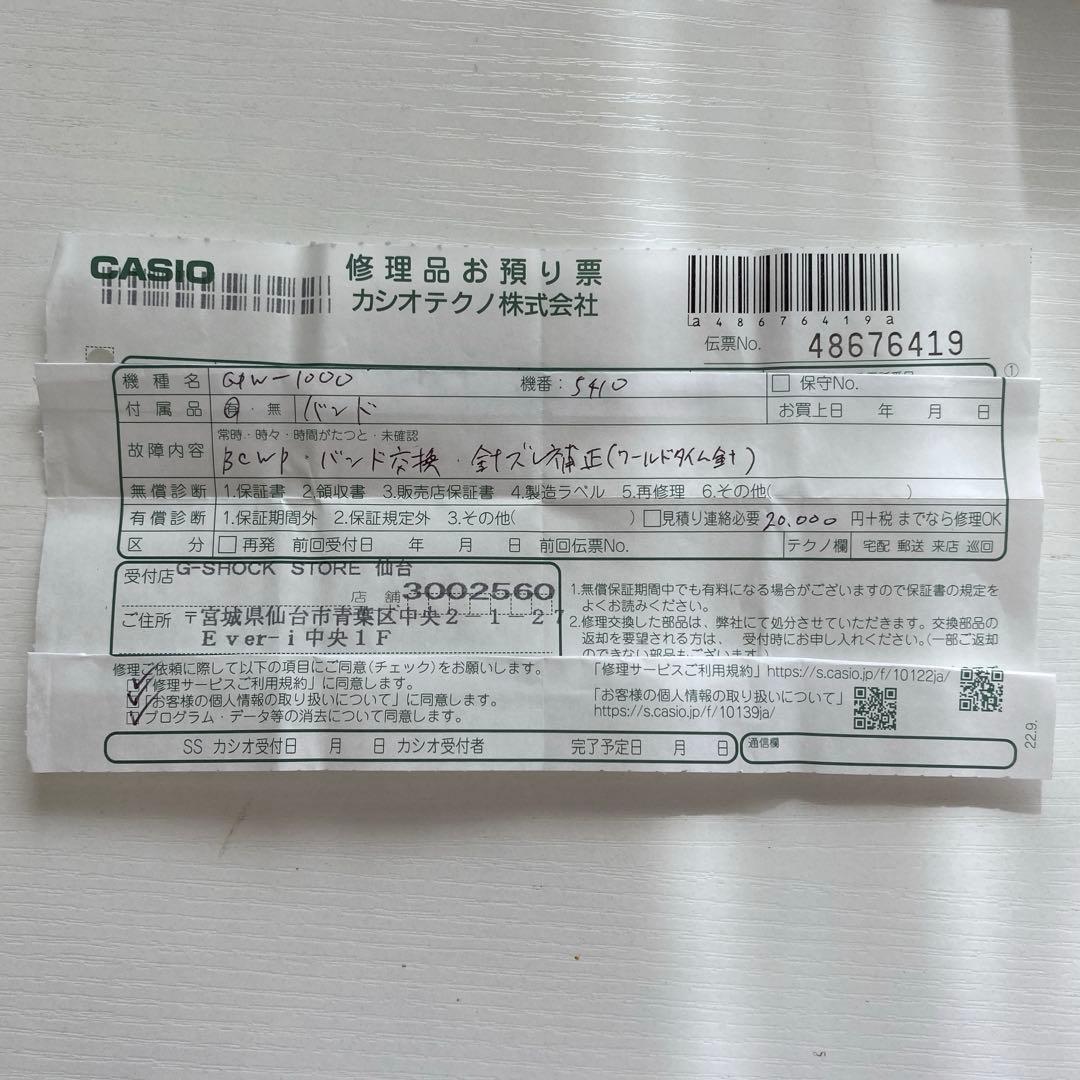 CASIO
修理品お預り票
カシオテクノ株式会社
a48676419a
伝票No. 48676419
①
機種名 GPW-1000 機番：5410 □ 保守No.
付属品 有・無 バンド お買上日 年 月 日
故障内容 常時・時々・時間がたつと・未確認
BCWP・バンド交換・針ズレ補正(ワールドタイム針)
無償診断 1.保証書 2.領収書 3.販売店保証書 4.製造ラベル 5.再修理 6.その他( )
有償診断 1.保証期間外 2.保証規定外 3.その他( ) □見積り連絡必要 20,000 円+税 までなら修理OK
区分 □ 再発 前回受付日 年 月 日 前回伝票No. テクノ欄 宅配 郵送 来店 巡回
受付店 G-SHOCK STORE 仙台
店舗 3002560
ご住所 〒宮城県仙台市青葉区中央2-1-27
Ever-i中央1F
1.無償保証期間中でも有料になる場合がございますので保証書の規定を
よくお読みください。
2.修理交換した部品は、弊社にて処分させていただきます。交換部品の
返却を要望される方は、受付時にお申し入れください。(一部ご返却
のできない部品もございます。)
修理ご依頼に際して以下の項目にご同意(チェック)をお願いします。
☑「修理サービスご利用規約」に同意します。
☑「お客様の個人情報の取り扱いについて」に同意します。
☑プログラム・データ等の消去について同意します。
「修理サービスご利用規約」https://s.casio.jp/f/10122ja/
「お客様の個人情報の取り扱いについて」
https://s.casio.jp/f/10139ja/
SS カシオ受付日 月 日 カシオ受付者 完了予定日 月 日
通信欄
22.9.